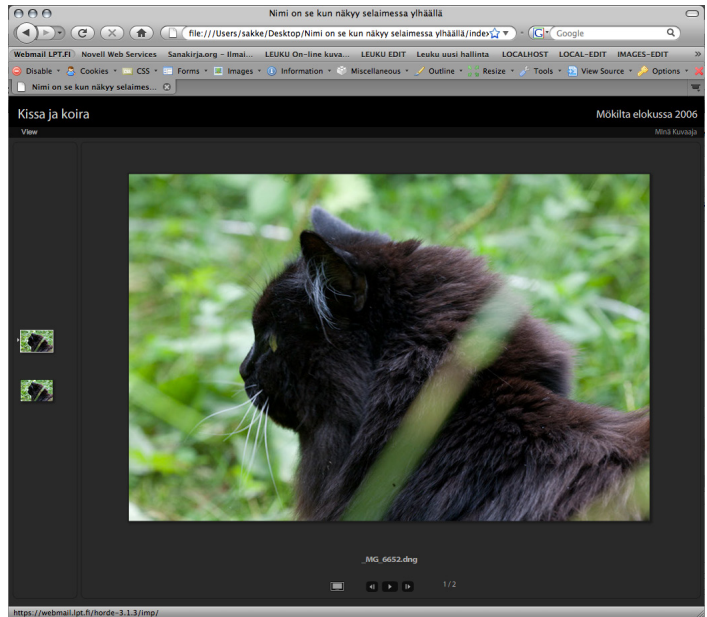 Nimi on se kun näkyy selaimessa ylhäällä
file:///Users/sakke/Desktop/Nimi on se kun näkyy selaimessa ylhäällä/index
G
Google
Webmail LPT.FI Novell Web Services Sanakirja.org – Ilmai... LEUKU On-line kuva... LEUKU EDIT Leuku uusi hallinta LOCALHOST LOCAL-EDIT IMAGES-EDIT »
Disable Cookies CSS Forms Images Information Miscellaneous Outline Resize Tools View Source Options
Nimi on se kun näkyy selaimes...
Kissa ja koira
Mökilta elokussa 2006
View
Minä Kuvaaja
_MG_6652.dng
1/2
https://webmail.lpt.fi/horde-3.1.3/imp/